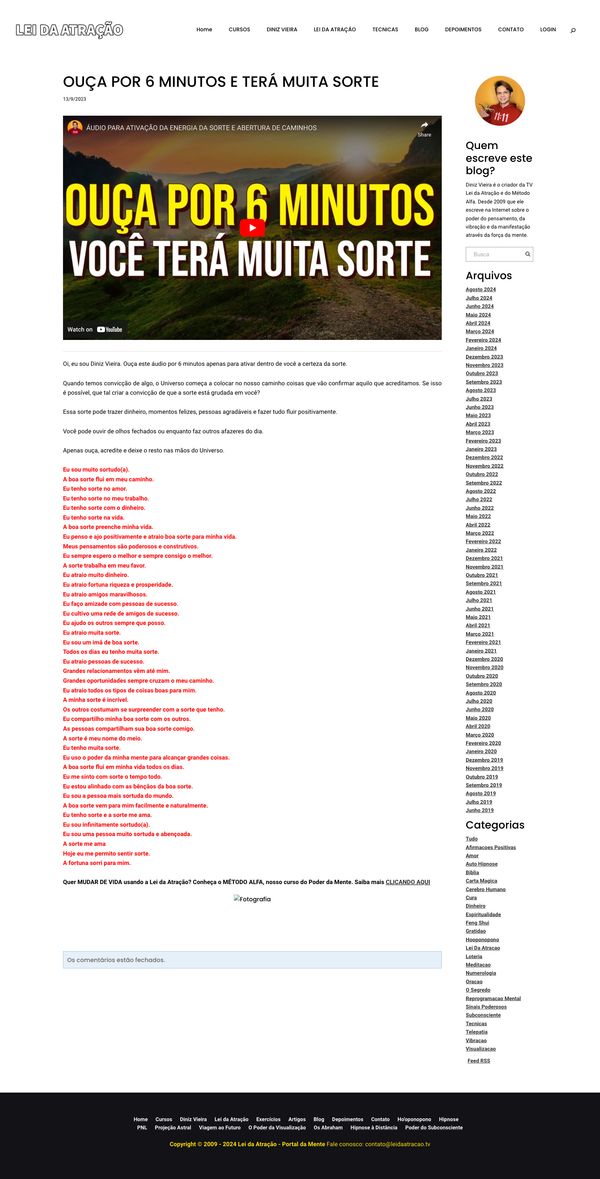 LEI DA ATRAÇÃO
Home CURSOS DINIZ VIEIRA LEI DA ATRAÇÃO TECNICAS BLOG DEPOIMENTOS CONTATO LOGIN
OUÇA POR 6 MINUTOS E TERÁ MUITA SORTE
13/9/2023
ÁUDIO PARA ATIVAÇÃO DA ENERGIA DA SORTE E ABERTURA DE CAMINHOS
Share
OUÇA POR 6 MINUTOS
VOCÊ TERÁ MUITA SORTE
Watch on YouTube
Oi, eu sou Diniz Vieira. Ouça este áudio por 6 minutos apenas para ativar dentro de você a certeza da sorte.
Quando temos convicção de algo, o Universo começa a colocar no nosso caminho coisas que vão confirmar aquilo que acreditamos. Se isso
é possível, que tal criar a convicção de que a sorte está grudada em você?
Essa sorte pode trazer dinheiro, momentos felizes, pessoas agradáveis e fazer tudo fluir positivamente.
Você pode ouvir de olhos fechados ou enquanto faz outros afazeres do dia.
Apenas ouça, acredite e deixe o resto nas mãos do Universo.
Eu sou muito sortudo(a).
A boa sorte flui em meu caminho.
Eu tenho sorte no amor.
Eu tenho sorte no meu trabalho.
Eu tenho sorte com o dinheiro.
Eu tenho sorte na vida.
A boa sorte preenche minha vida.
Eu penso e ajo positivamente e atraio boa sorte para minha vida.
Meus pensamentos são poderosos e construtivos.
Eu sempre espero o melhor e sempre consigo o melhor.
A sorte trabalha em meu favor.
Eu atraio muito dinheiro.
Eu atraio fortuna riqueza e prosperidade.
Eu atraio amigos maravilhosos.
Eu faço amizade com pessoas de sucesso.
Eu cultivo uma rede de amigos de sucesso.
Eu ajudo os outros sempre que posso.
Eu atraio muita sorte.
Eu sou um imã de boa sorte.
Todos os dias eu tenho muita sorte.
Eu atraio pessoas de sucesso.
Grandes relacionamentos vêm até mim.
Grandes oportunidades sempre cruzam o meu caminho.
Eu atraio todos os tipos de coisas boas para mim.
A minha sorte é incrível.
Os outros costumam se surpreender com a sorte que tenho.
Eu compartilho minha boa sorte com os outros.
As pessoas compartilham sua boa sorte comigo.
A sorte é meu nome do meio.
Eu tenho muita sorte.
Eu uso o poder da minha mente para alcançar grandes coisas.
A boa sorte flui em minha vida todos os dias.
Eu me sinto com sorte o tempo todo.
Eu estou alinhado com as bênçãos da boa sorte.
Eu sou a pessoa mais sortuda do mundo.
A boa sorte vem para mim facilmente e naturalmente.
Eu tenho sorte e a sorte me ama.
Eu sou infinitamente sortudo(a).
Eu sou uma pessoa muito sortuda e abençoada.
A sorte me ama
Hoje eu me permito sentir sorte.
A fortuna sorri para mim.
Quer MUDAR DE VIDA usando a Lei da Atração? Conheça o MÉTODO ALFA, nosso curso do Poder da Mente. Saiba mais CLICANDO AQUI
Fotografia
Os comentários estão fechados.
11:11
Quem
escreve este
blog?
Diniz Vieira é o criador da TV
Lei da Atração e do Método
Alfa. Desde 2009 que ele
escreve na Internet sobre o
poder do pensamento, da
vibração e da manifestação
através da força da mente.
Busca
Arquivos
Agosto 2024
Julho 2024
Junho 2024
Maio 2024
Abril 2024
Março 2024
Fevereiro 2024
Janeiro 2024
Dezembro 2023
Novembro 2023
Outubro 2023
Setembro 2023
Agosto 2023
Julho 2023
Junho 2023
Maio 2023
Abril 2023
Março 2023
Fevereiro 2023
Janeiro 2023
Dezembro 2022
Novembro 2022
Outubro 2022
Setembro 2022
Agosto 2022
Julho 2022
Junho 2022
Maio 2022
Abril 2022
Março 2022
Fevereiro 2022
Janeiro 2022
Dezembro 2021
Novembro 2021
Outubro 2021
Setembro 2021
Agosto 2021
Julho 2021
Junho 2021
Maio 2021
Abril 2021
Março 2021
Fevereiro 2021
Janeiro 2021
Dezembro 2020
Novembro 2020
Outubro 2020
Setembro 2020
Agosto 2020
Julho 2020
Junho 2020
Maio 2020
Abril 2020
Março 2020
Fevereiro 2020
Janeiro 2020
Dezembro 2019
Novembro 2019
Outubro 2019
Setembro 2019
Agosto 2019
Julho 2019
Junho 2019
Categorias
Tudo
Afirmacoes Positivas
Amor
Auto Hipnose
Biblia
Carta Magica
Cerebro Humano
Cura
Dinheiro
Espiritualidade
Feng Shui
Gratidao
Hooponopono
Lei Da Atracao
Loteria
Meditacao
Numerologia
Oracao
O Segredo
Reprogramacao Mental
Sinais Poderosos
Subconsciente
Tecnicas
Telepatia
Vibracao
Visualizacao
Feed RSS
Home Cursos Diniz Vieira Lei da Atração Exercícios Artigos Blog Depoimentos Contato Ho'oponopono Hipnose
PNL Projeção Astral Viagem ao Futuro O Poder da Visualização Os Abraham Hipnose à Distância Poder do Subconsciente
Copyright © 2009 - 2024 Lei da Atração - Portal da Mente Fale conosco: contato@leidaatracao.tv